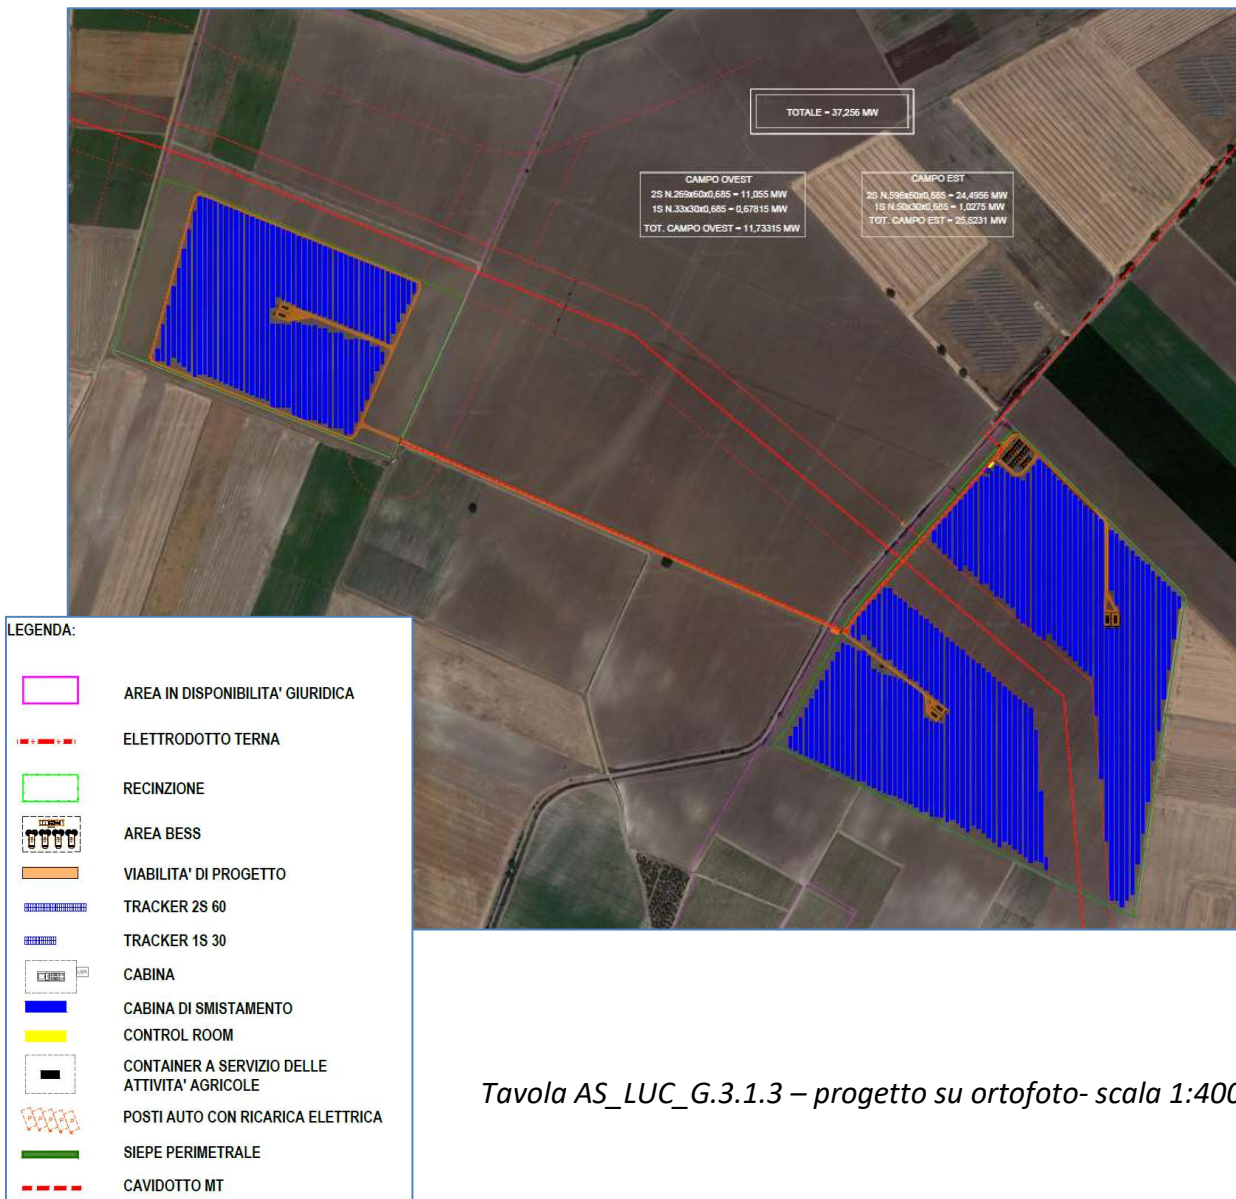 TOTALE = 37,256 MW
CAMPO OVEST
2S N.269x60x0,685 = 11,055 MW
1S N.33x30x0,685 = 0,67815 MW
TOT. CAMPO OVEST = 11,73315 MW
CAMPO EST
2S N.596x60x0,685 = 24,4956 MW
1S N.50x30x0,685 = 1,0275 MW
TOT. CAMPO EST = 25,5231 MW
LEGENDA:
AREA IN DISPONIBILITA' GIURIDICA
ELETTRODOTTO TERNA
RECINZIONE
AREA BESS
VIABILITA' DI PROGETTO
TRACKER 2S 60
TRACKER 1S 30
CABINA
CABINA DI SMISTAMENTO
CONTROL ROOM
CONTAINER A SERVIZIO DELLE
ATTIVITA' AGRICOLE
POSTI AUTO CON RICARICA ELETTRICA
SIEPE PERIMETRALE
CAVIDOTTO MT
Tavola AS_LUC_G.3.1.3 – progetto su ortofoto- scala 1:400